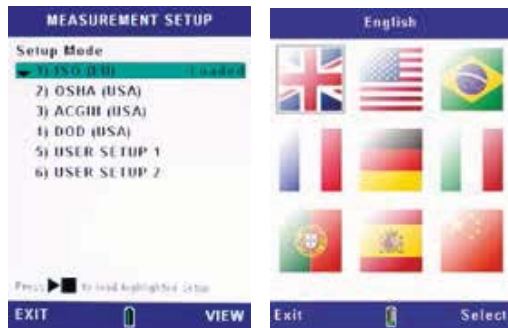 MEASUREMENT SETUP
Setup Mode
1) ISO (EU) Loaded
2) OSHA (USA)
3) ACGIH (USA)
4) DOD (USA)
5) USER SETUP 1
6) USER SETUP 2
Press to load highlighted setup
EXIT VIEW
English
Exit Select